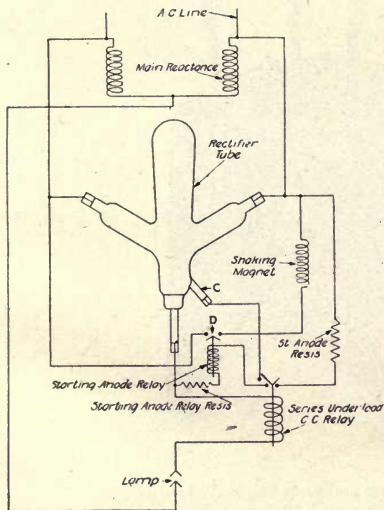 A C Line
Main Reactance
Rectifier
Tube
Shaking
Magnet
C
D
St Anode
Resis
Starting Anode Relay
Starting Anode Relay Resis
Series Underload
C C Relay
Lamp